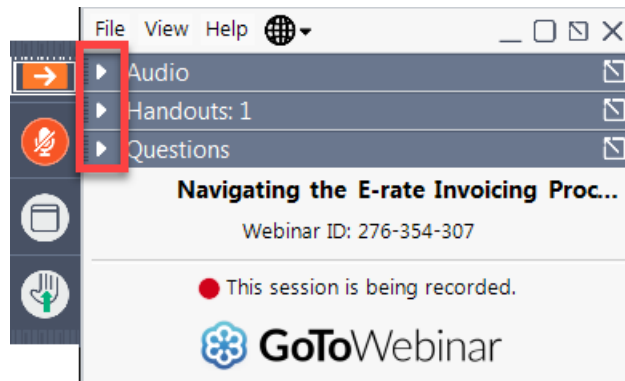 File View Help
Audio
Handouts: 1
Questions
Navigating the E-rate Invoicing Proc...
Webinar ID: 276-354-307
This session is being recorded.
GoToWebinar